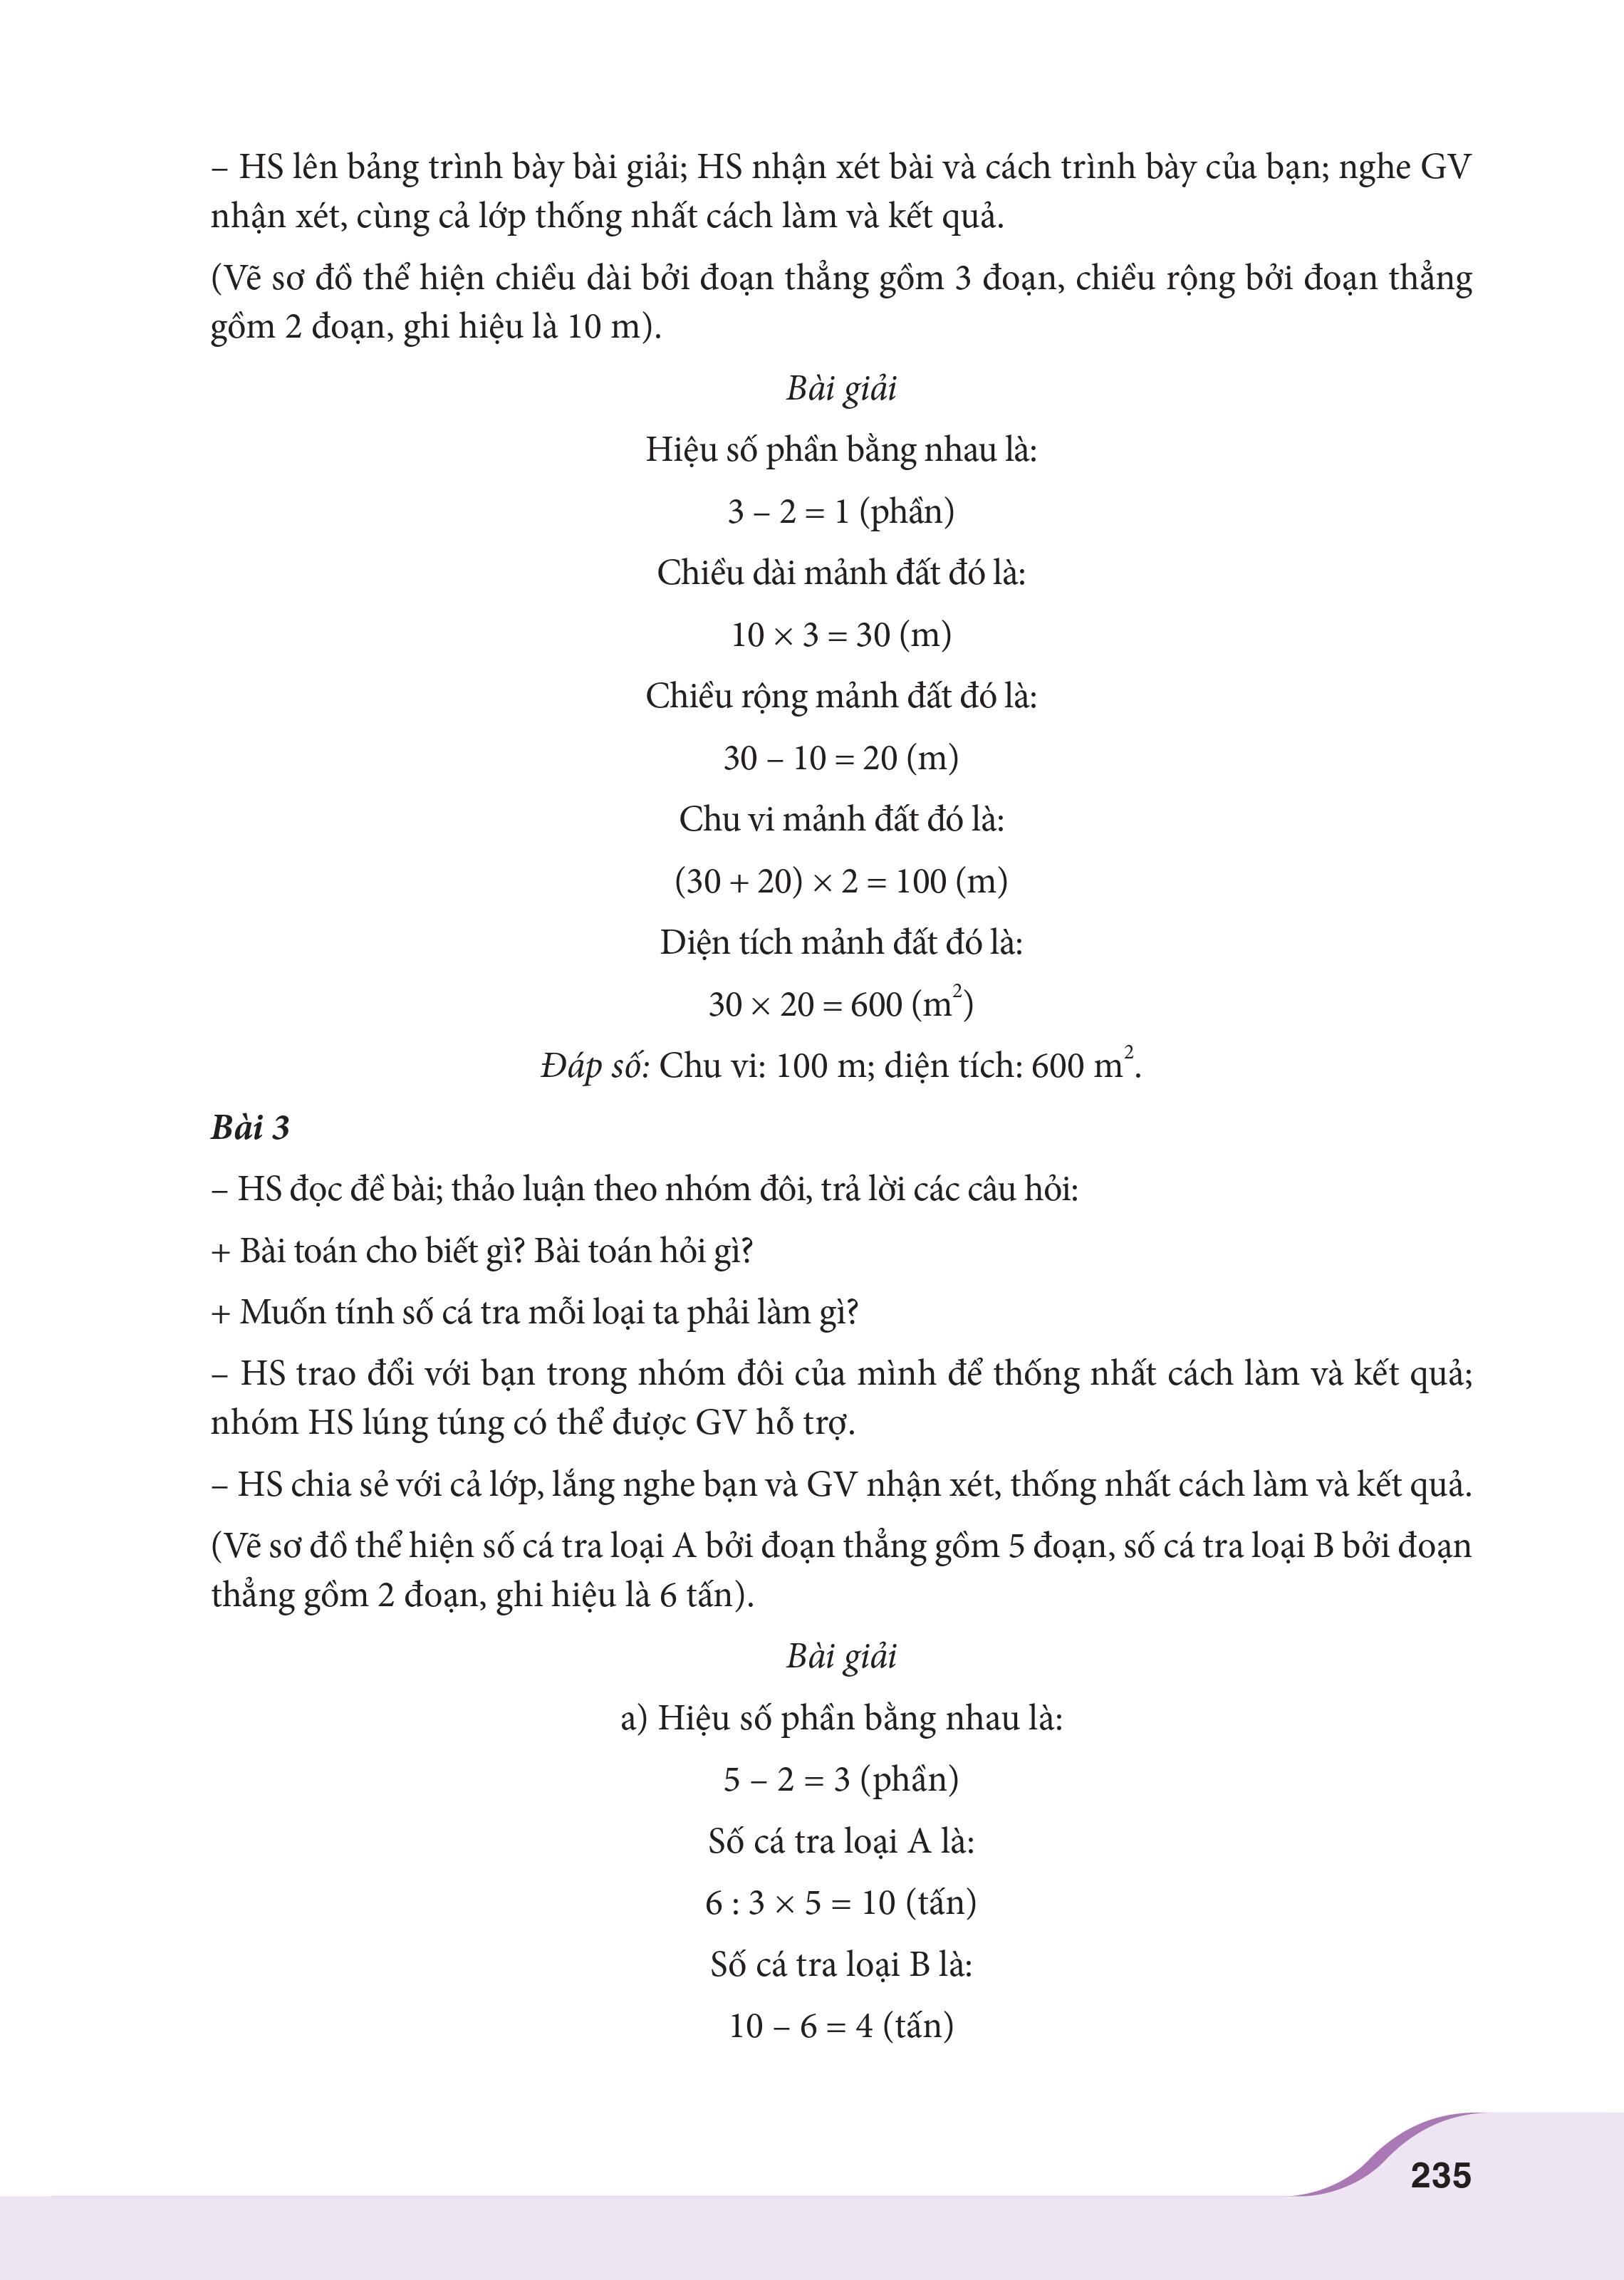 – HS lên bảng trình bày bài giải; HS nhận xét bài và cách trình bày của bạn; nghe GV
nhận xét, cùng cả lớp thống nhất cách làm và kết quả.
(Vẽ sơ đồ thể hiện chiều dài bởi đoạn thẳng gồm 3 đoạn, chiều rộng bởi đoạn thẳng
gồm 2 đoạn, ghi hiệu là 10 m).
Bài giải
Hiệu số phần bằng nhau là:
3 – 2 = 1 (phần)
Chiều dài mảnh đất đó là:
10 × 3 = 30 (m)
Chiều rộng mảnh đất đó là:
30 – 10 = 20 (m)
Chu vi mảnh đất đó là:
(30 + 20) × 2 = 100 (m)
Diện tích mảnh đất đó là:
30 × 20 = 600 (m²)
Đáp số: Chu vi: 100 m; diện tích: 600 m².
Bài 3
– HS đọc đề bài; thảo luận theo nhóm đôi, trả lời các câu hỏi:
+ Bài toán cho biết gì? Bài toán hỏi gì?
+ Muốn tính số cá tra mỗi loại ta phải làm gì?
– HS trao đổi với bạn trong nhóm đôi của mình để thống nhất cách làm và kết quả;
nhóm HS lúng túng có thể được GV hỗ trợ.
– HS chia sẻ với cả lớp, lắng nghe bạn và GV nhận xét, thống nhất cách làm và kết quả.
(Vẽ sơ đồ thể hiện số cá tra loại A bởi đoạn thẳng gồm 5 đoạn, số cá tra loại B bởi đoạn
thẳng gồm 2 đoạn, ghi hiệu là 6 tấn).
Bài giải
a) Hiệu số phần bằng nhau là:
5 – 2 = 3 (phần)
Số cá tra loại A là:
6 : 3 × 5 = 10 (tấn)
Số cá tra loại B là:
10 – 6 = 4 (tấn)
235